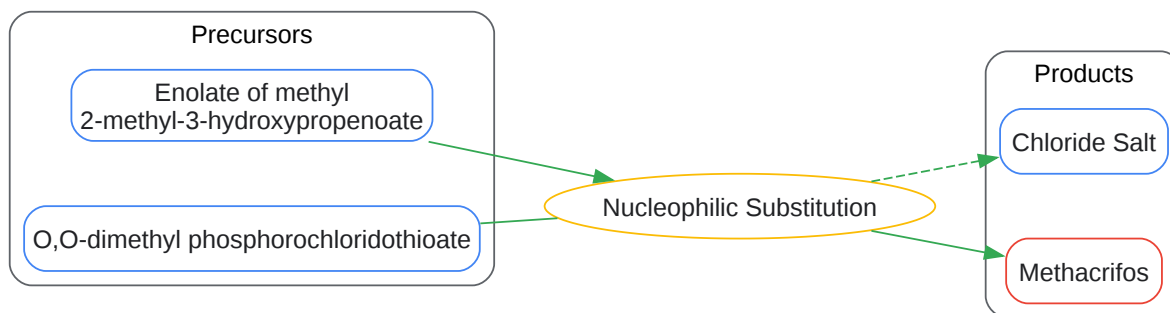 Precursors
Enolate of methyl
2-methyl-3-hydroxypropenoate
O,O-dimethyl phosphorochloridothioate
Nucleophilic Substitution
Products
Chloride Salt
Methacrifos